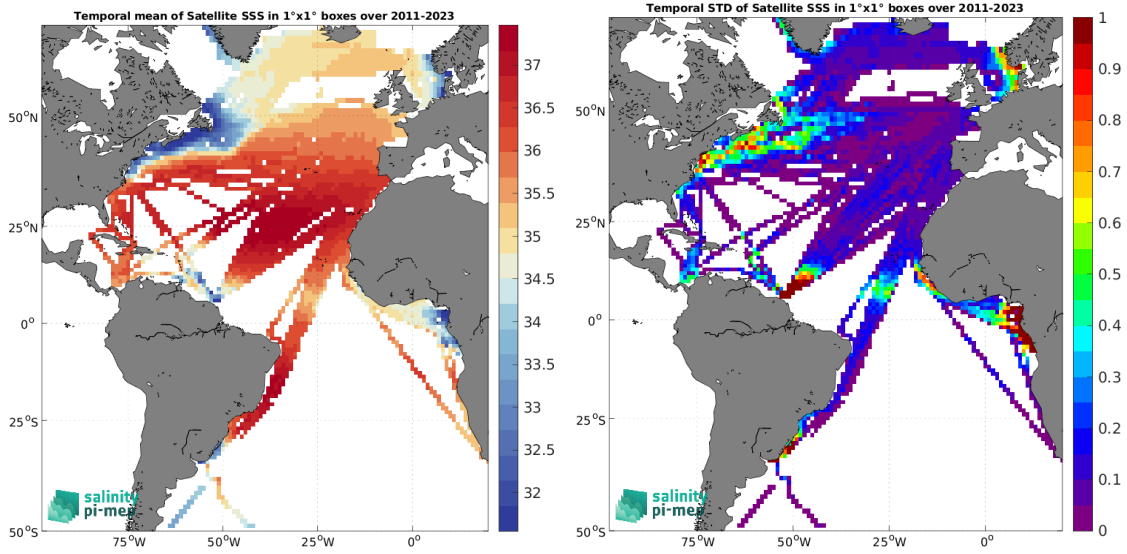 Temporal mean of Satellite SSS in 1°x1° boxes over 2011-2023
50°N
25°N
0°
25°S
50°S
75°W
50°W
25°W
0°
37
36.5
36
35.5
35
34.5
34
33.5
33
32.5
32
salinity
pi-mep
Temporal STD of Satellite SSS in 1°x1° boxes over 2011-2023
50°N
25°N
0°
25°S
50°S
75°W
50°W
25°W
0°
1
0.9
0.8
0.7
0.6
0.5
0.4
0.3
0.2
0.1
0
salinity
pi-mep